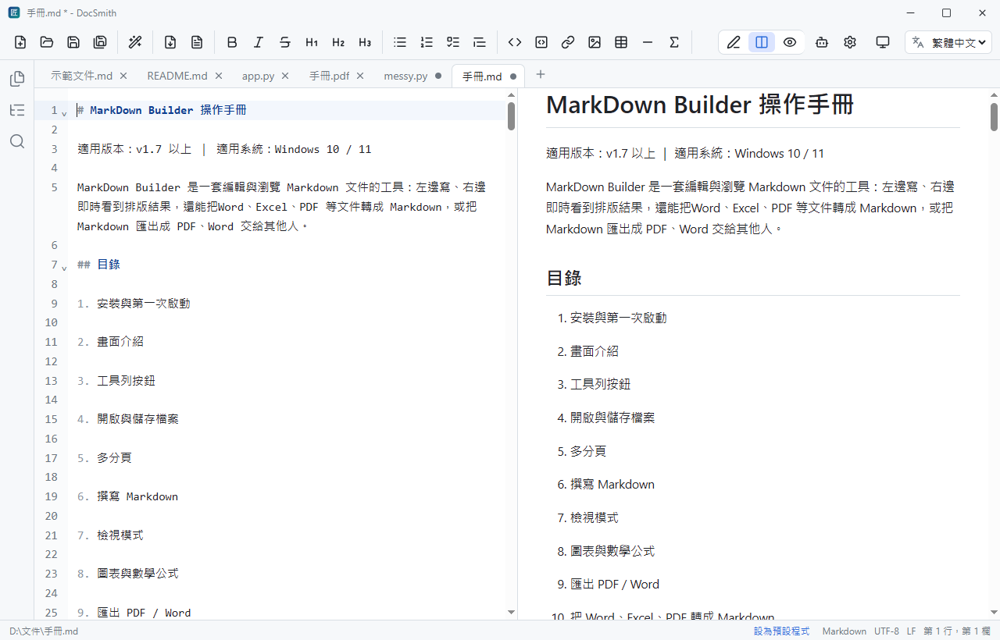 匠 手冊.md * - DocSmith
B I S H1 H2 H3 Σ 繁體中文
示範文件.md README.md app.py 手冊.pdf messy.py 手冊.md
1 # MarkDown Builder 操作手冊
2
3 適用版本：v1.7 以上 | 適用系統：Windows 10 / 11
4
5 MarkDown Builder 是一套編輯與瀏覽 Markdown 文件的工具：左邊寫、右邊
即時看到排版結果，還能把Word、Excel、PDF 等文件轉成 Markdown，或把
Markdown 匯出成 PDF、Word 交給其他人。
6
7 ## 目錄
8
9 1. 安裝與第一次啟動
10
11 2. 畫面介紹
12
13 3. 工具列按鈕
14
15 4. 開啟與儲存檔案
16
17 5. 多分頁
18
19 6. 撰寫 Markdown
20
21 7. 檢視模式
22
23 8. 圖表與數學公式
24
25 9. 匯出 PDF / Word
MarkDown Builder 操作手冊
適用版本：v1.7 以上 | 適用系統：Windows 10 / 11
MarkDown Builder 是一套編輯與瀏覽 Markdown 文件的工具：左邊寫、右邊
即時看到排版結果，還能把Word、Excel、PDF 等文件轉成 Markdown，或把
Markdown 匯出成 PDF、Word 交給其他人。
目錄
1. 安裝與第一次啟動
2. 畫面介紹
3. 工具列按鈕
4. 開啟與儲存檔案
5. 多分頁
6. 撰寫 Markdown
7. 檢視模式
8. 圖表與數學公式
9. 匯出 PDF / Word
10. 把 Word、Excel、PDF 轉成 Markdown
D:\文件\手冊.md 設為預設程式 Markdown UTF-8 LF 第 1 行，第 1 欄